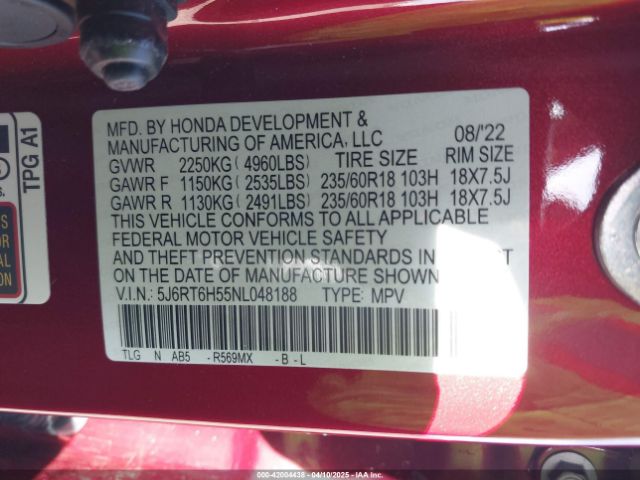 MFD. BY HONDA DEVELOPMENT &
MANUFACTURING OF AMERICA, LLC 08/'22
GVWR 2250KG ( 4960LBS) TIRE SIZE RIM SIZE
GAWR F 1150KG ( 2535LBS) 235/60R18 103H 18X7.5J
GAWR R 1130KG ( 2491LBS) 235/60R18 103H 18X7.5J
THIS VEHICLE CONFORMS TO ALL APPLICABLE
FEDERAL MOTOR VEHICLE SAFETY
AND THEFT PREVENTION STANDARDS IN EFFECT ON
THE DATE OF MANUFACTURE SHOWN
V.I.N.: 5J6RT6H55NL048188 TYPE: MPV
TLG N AB5 -R569MX -B-L
TPG A1
000-42004438 - 04/10/2025 - IAAI.COM